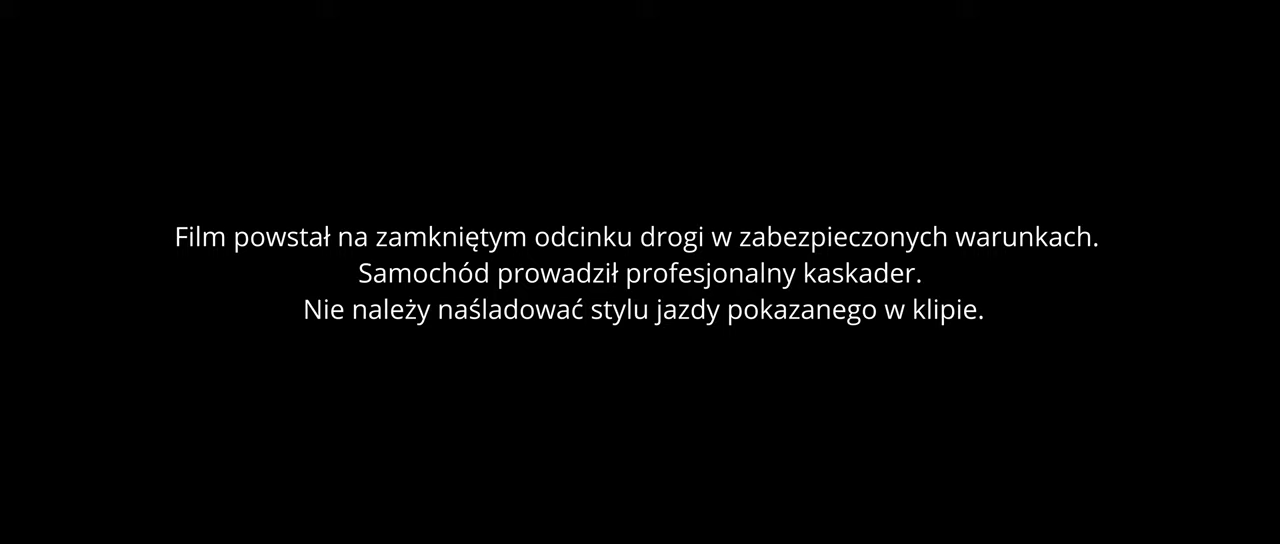 Film powstał na zamkniętym odcinku drogi w zabezpieczonych warunkach.
Samochód prowadził profesjonalny kaskader.
Nie należy naśladować stylu jazdy pokazanego w klipie.